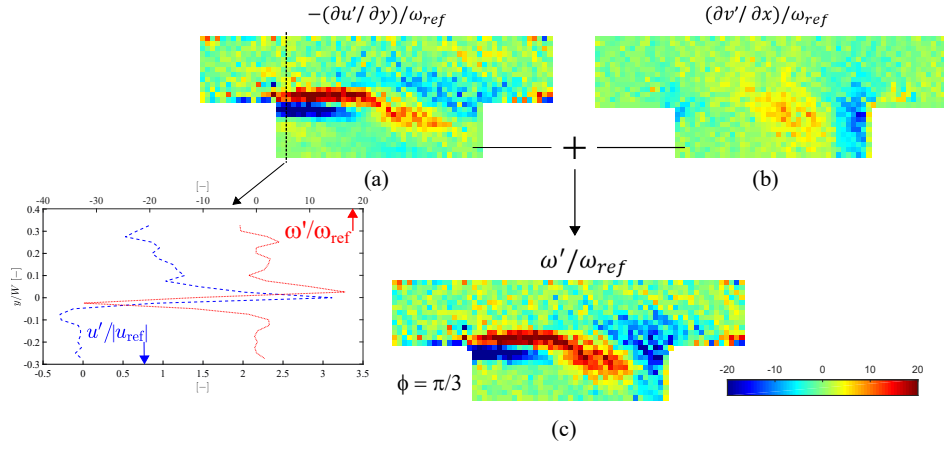 −(∂u′/ ∂y)/ω_ref
(∂v′/ ∂x)/ω_ref
(a)
+
(b)
[−]
-40 -30 -20 -10 0 10 20
ω'/ω_ref
0.4
0.3
0.2
0.1
0
-0.1
-0.2
-0.3
y/W [−]
u'/|u_ref|
-0.5 0 0.5 1 1.5 2 2.5 3 3.5
[−]
ω′/ω_ref
ϕ = π/3
-20 -10 0 10 20
(c)